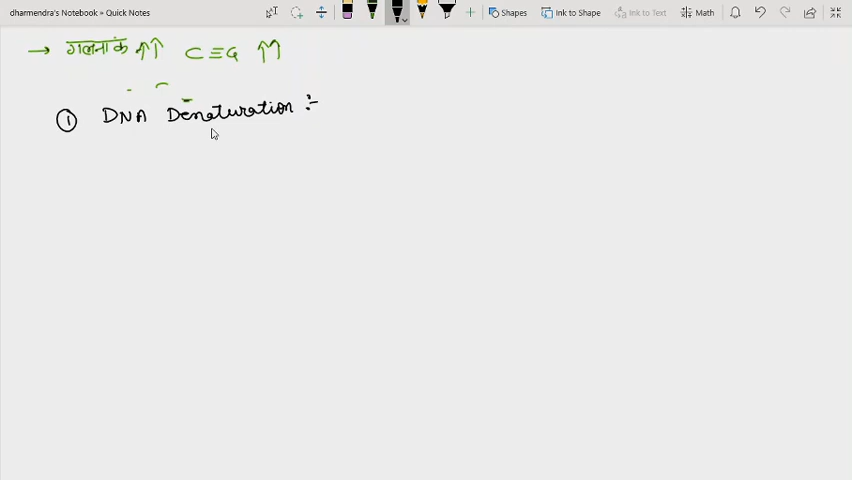 dharmendra's Notebook > Quick Notes
Shapes Ink to Shape Ink to Text Math
→ गलनांक ↑↑ C≡G ↑↑
① DNA Denaturation :-